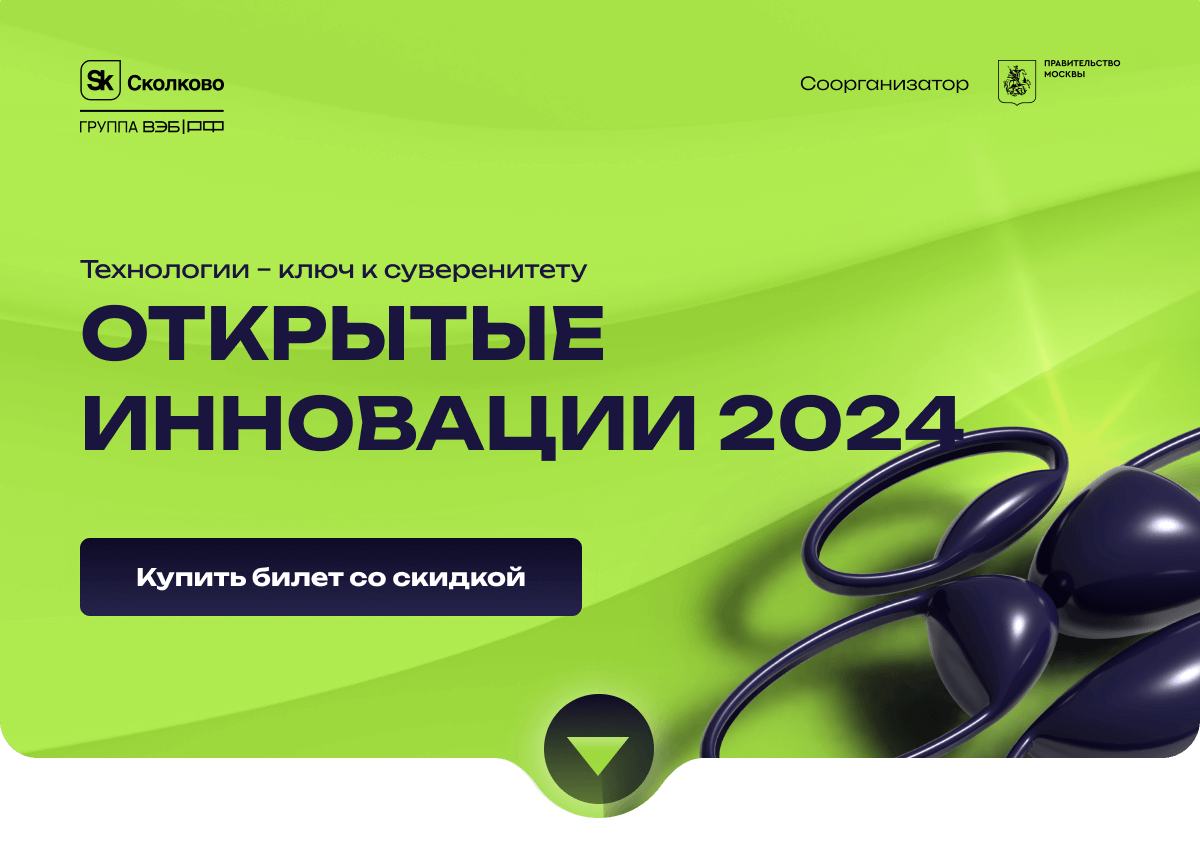 Sk Сколково
ГРУППА ВЭБ|РФ
Соорганизатор
ПРАВИТЕЛЬСТВО
МОСКВЫ
Технологии – ключ к суверенитету
ОТКРЫТЫЕ
ИННОВАЦИИ 2024
Купить билет со скидкой